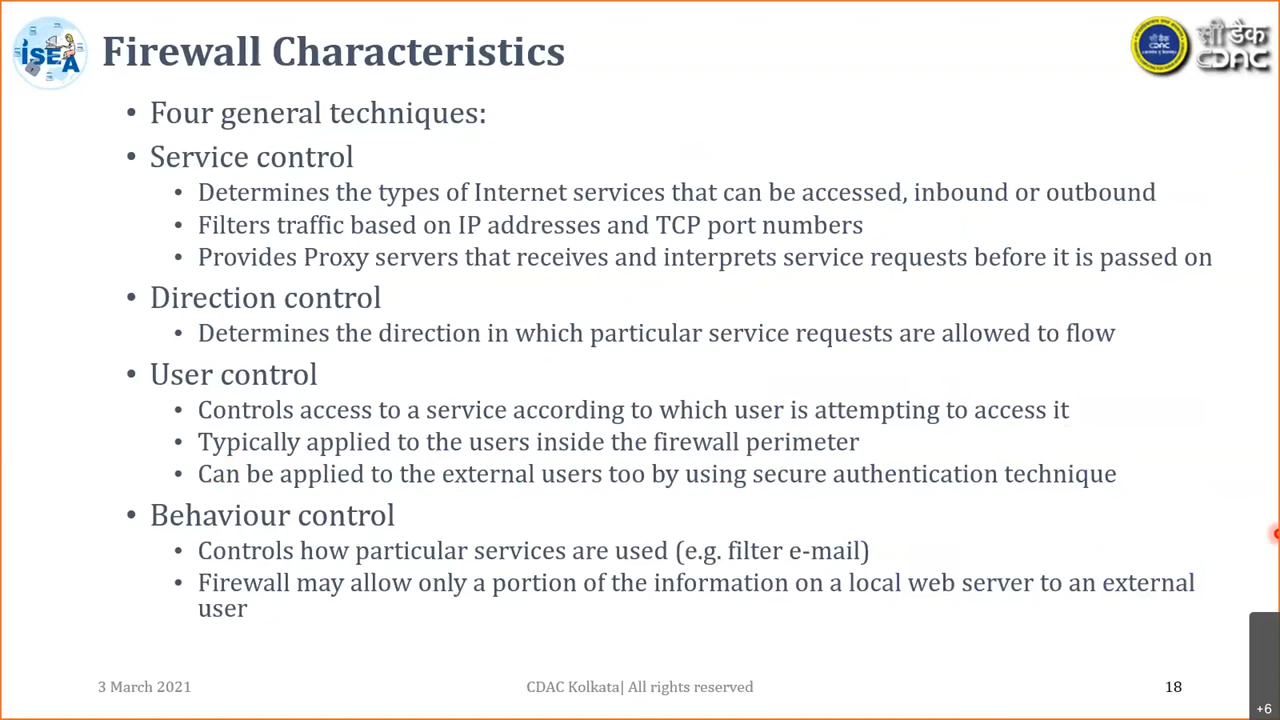 ISEA
Firewall Characteristics
सी डैक
CDAC
• Four general techniques:
• Service control
• Determines the types of Internet services that can be accessed, inbound or outbound
• Filters traffic based on IP addresses and TCP port numbers
• Provides Proxy servers that receives and interprets service requests before it is passed on
• Direction control
• Determines the direction in which particular service requests are allowed to flow
• User control
• Controls access to a service according to which user is attempting to access it
• Typically applied to the users inside the firewall perimeter
• Can be applied to the external users too by using secure authentication technique
• Behaviour control
• Controls how particular services are used (e.g. filter e-mail)
• Firewall may allow only a portion of the information on a local web server to an external
user
3 March 2021
CDAC Kolkata| All rights reserved
18
+6